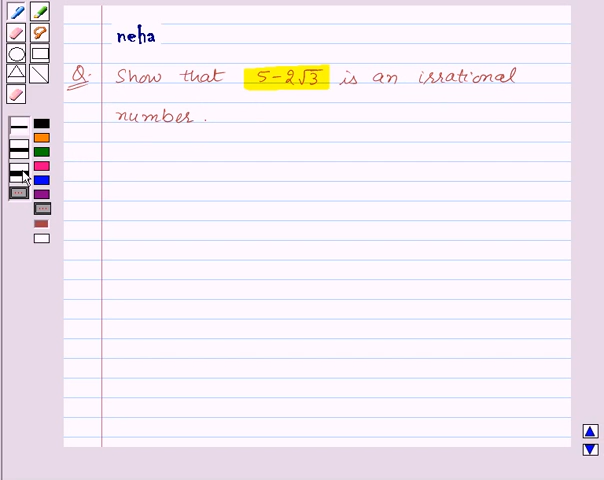 neha
Q. Show that 5-2√3 is an irrational
number.